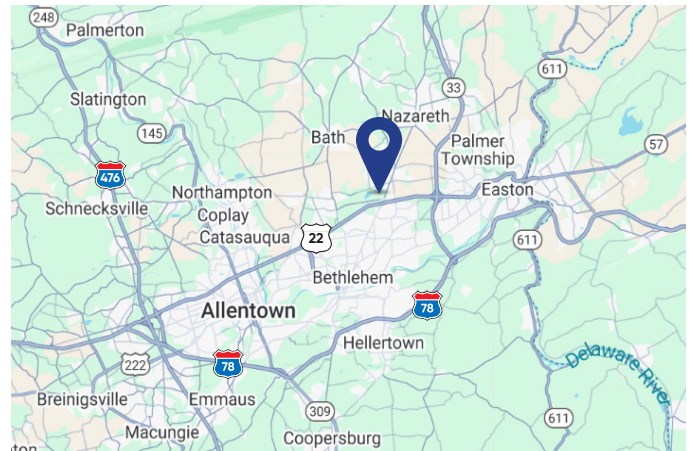 248
Palmerton
611
33
Slatington
Nazareth
145
Bath
Palmer
Township
57
476
Northampton
Easton
Schnecksville
Coplay
Catasauqua
22
611
Bethlehem
Allentown
78
Hellertown
222
78
Delaware River
Breinigsville
Emmaus
309
611
Macungie
Coopersburg
ton